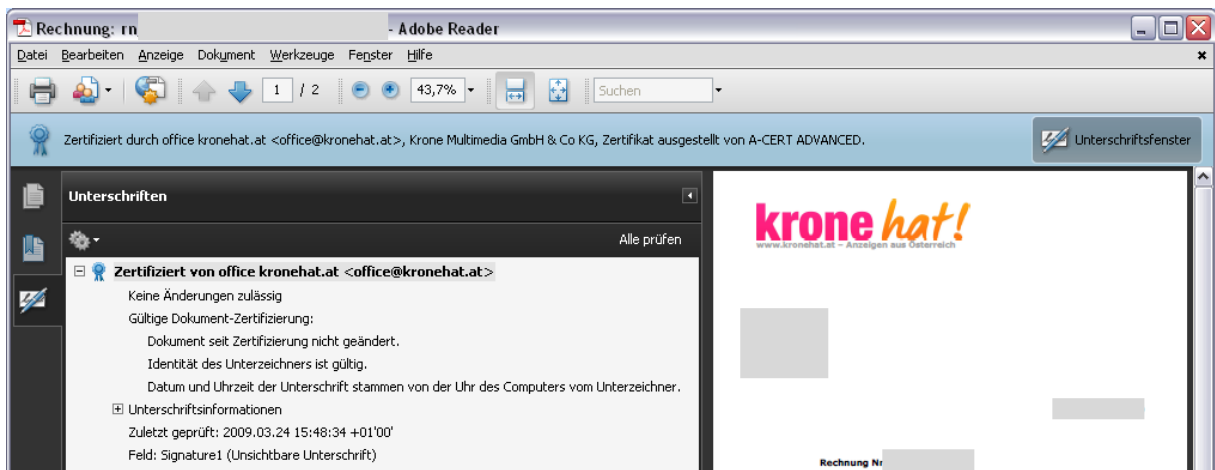 Rechnung: rn - Adobe Reader
Datei Bearbeiten Anzeige Dokument Werkzeuge Fenster Hilfe
1 / 2 43,7% Suchen
Zertifiziert durch office kronehat.at <office@kronehat.at>, Krone Multimedia GmbH & Co KG, Zertifikat ausgestellt von A-CERT ADVANCED.
Unterschriftsfenster
Unterschriften
Alle prüfen
Zertifiziert von office kronehat.at <office@kronehat.at>
Keine Änderungen zulässig
Gültige Dokument-Zertifizierung:
Dokument seit Zertifizierung nicht geändert.
Identität des Unterzeichners ist gültig.
Datum und Uhrzeit der Unterschrift stammen von der Uhr des Computers vom Unterzeichner.
Unterschriftsinformationen
Zuletzt geprüft: 2009.03.24 15:48:34 +01'00'
Feld: Signature1 (Unsichtbare Unterschrift)
krone hat!
www.kronehat.at – Anzeigen aus Österreich
Rechnung Nr